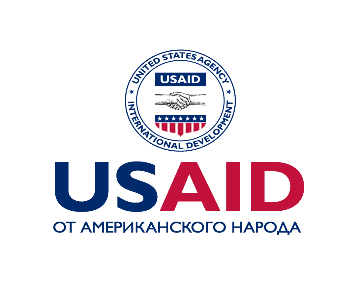 UNITED STATES AGENCY
USAID
INTERNATIONAL DEVELOPMENT
USAID
ОТ АМЕРИКАНСКОГО НАРОДА